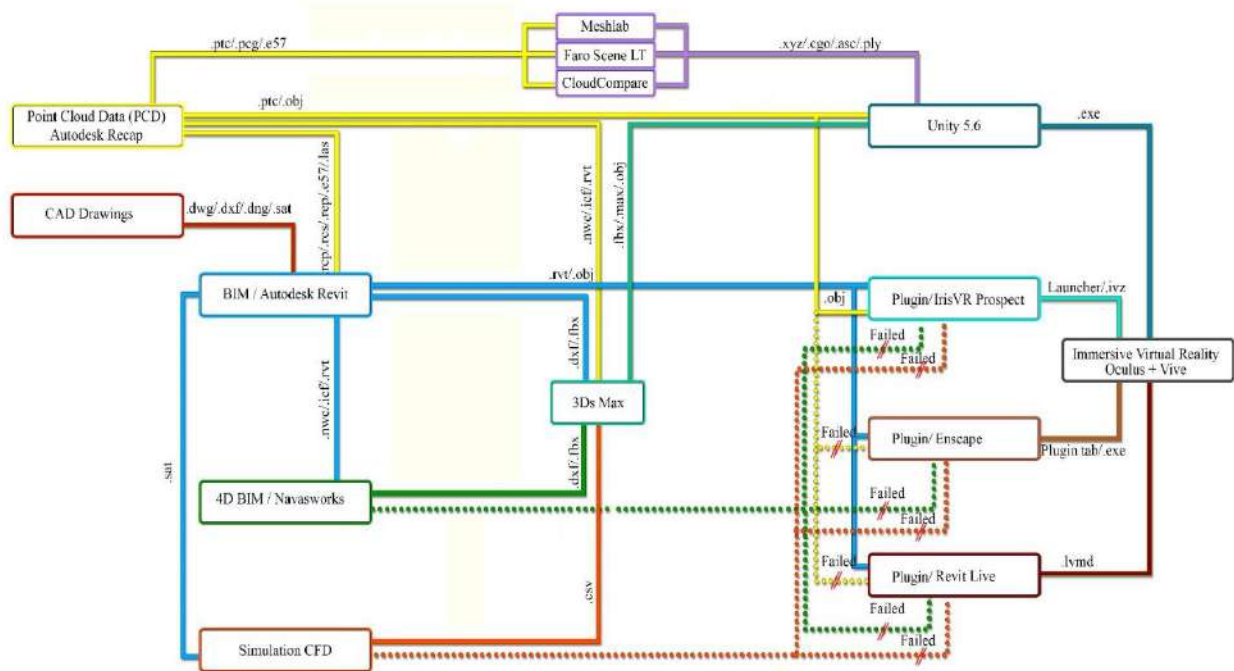 Meshlab
.ptc/.pcg/.e57
Faro Scene LT
.xyz/.cgo/.asc/.ply
CloudCompare
.ptc/.obj
Point Cloud Data (PCD)
Autodesk Recap
Unity 5.6
.exe
.rcp/.rcs/.rep/.e57/.las
.nwc/.icf/.rvt
.fbx/.max/.obj
CAD Drawings
.dwg/.dxf/.dng/.sat
BIM / Autodesk Revit
.rvt/.obj
.obj
Plugin/IrisVR Prospect
Launcher/.ivz
Failed
Failed
.dxf/.fbx
.nwc/.icf/.rvt
Immersive Virtual Reality
Oculus + Vive
3Ds Max
Failed
Plugin/ Enscape
Plugin tab/.exe
.sat
.dxf/.fbx
4D BIM / Navasworks
Failed
Failed
Failed
Plugin/ Revit Live
.lvmd
.csv
Failed
Failed
Simulation CFD